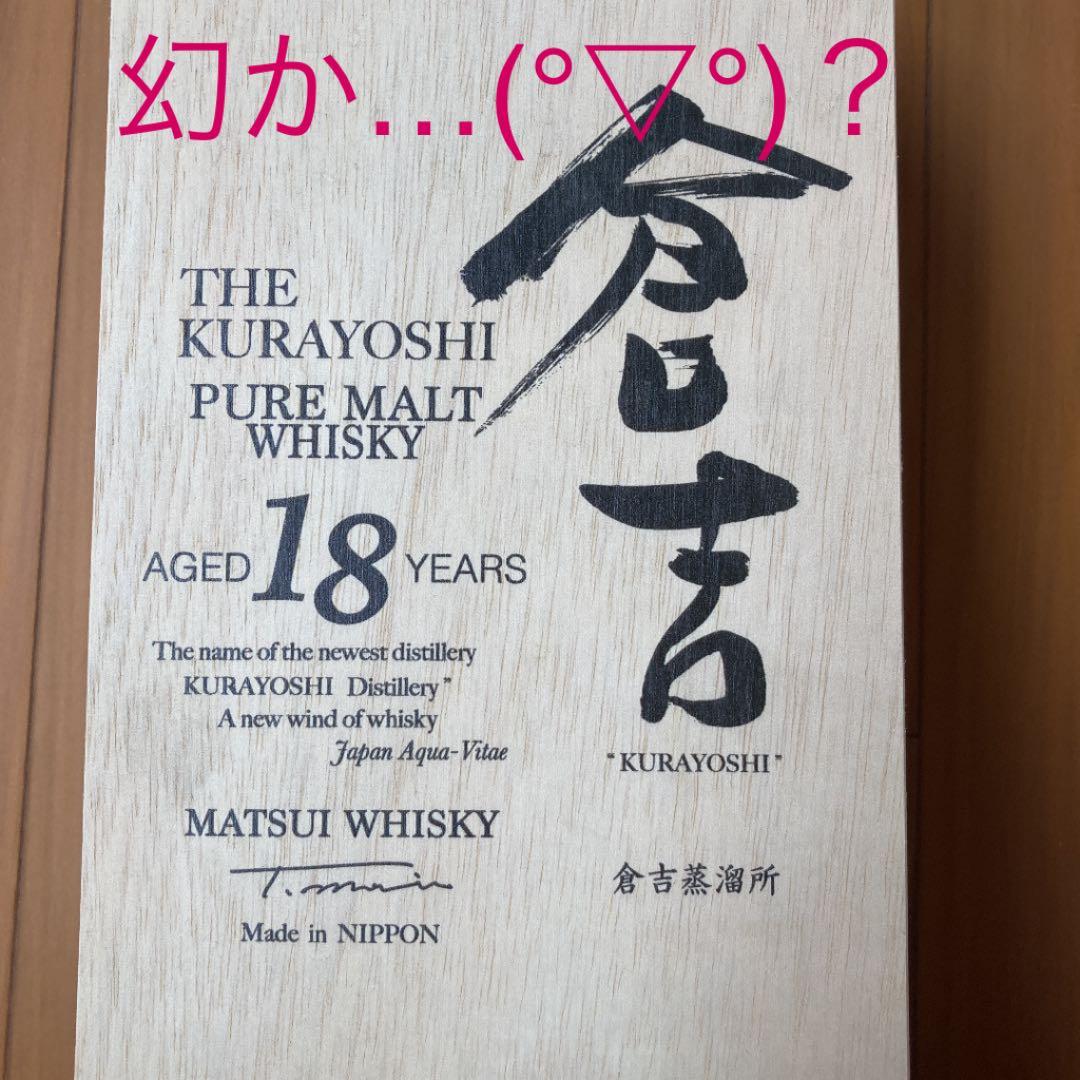 幻か…(°▽°)？
倉吉
THE
KURAYOSHI
PURE MALT
WHISKY
AGED 18 YEARS
The name of the newest distillery
KURAYOSHI Distillery”
A new wind of whisky
Japan Aqua-Vitae
“KURAYOSHI”
MATSUI WHISKY
倉吉蒸溜所
Made in NIPPON